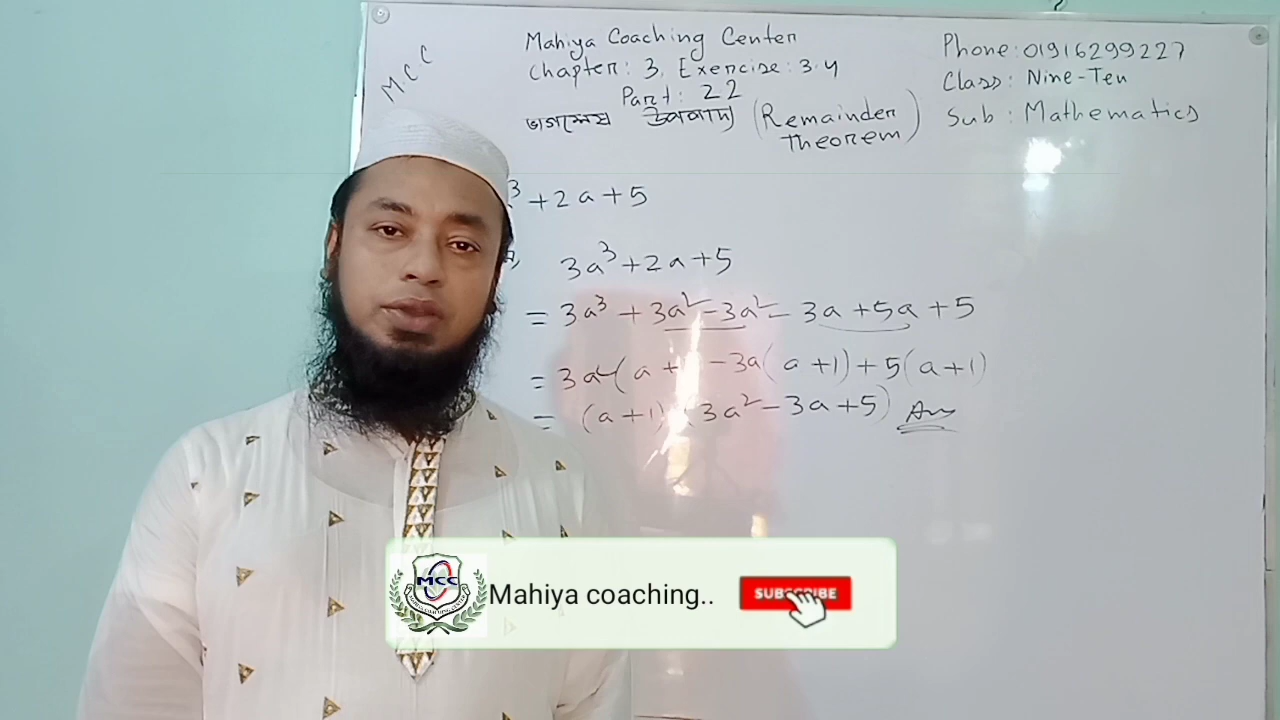 MCC
Mahiya Coaching Center
Chapter: 3, Exercise: 3.4
Part: 22
ভাগশেষ উপপাদ্য (Remainder Theorem)
Phone: 01916299227
Class: Nine-Ten
Sub: Mathematics
³+2a+5
3a³+2a+5
= 3a³+3a²-3a²-3a+5a+5
= 3a²(a+ -3a(a+1)+5(a+1)
= (a+1)(3a²-3a+5) Ans
MCC
Mahiya coaching..
SUBSCRIBE